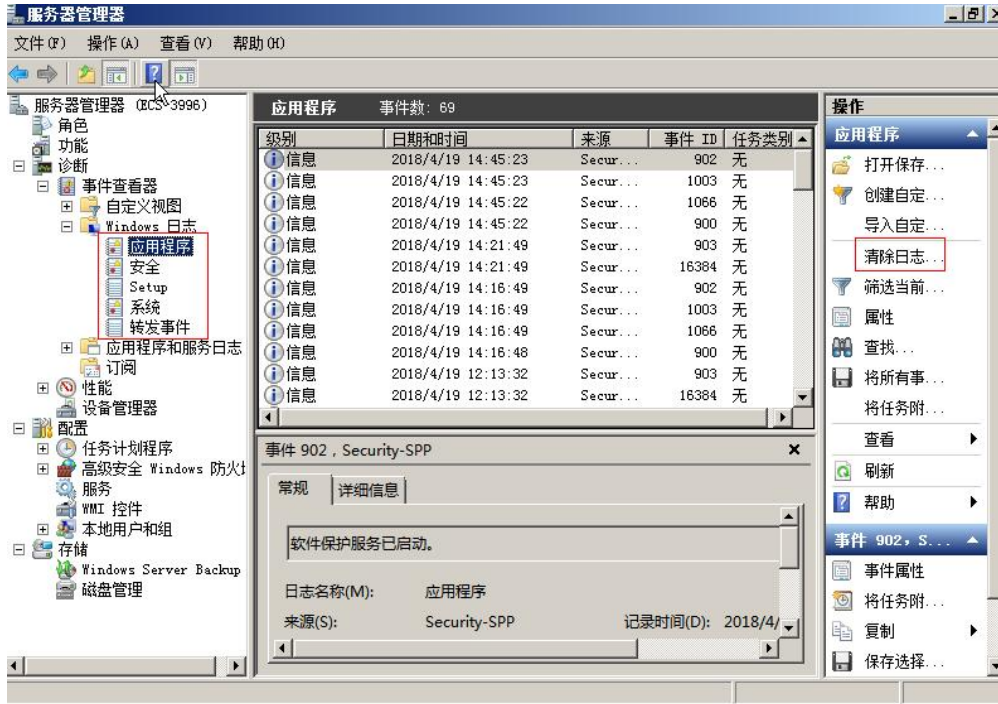 服务器管理器
文件(F) 操作(A) 查看(V) 帮助(H)
服务器管理器 (ECS-3996)
角色
功能
诊断
事件查看器
自定义视图
Windows 日志
应用程序
安全
Setup
系统
转发事件
应用程序和服务日志
订阅
性能
设备管理器
配置
任务计划程序
高级安全 Windows 防火
服务
WMI 控件
本地用户和组
存储
Windows Server Backup
磁盘管理
应用程序 事件数: 69
级别 日期和时间 来源 事件 ID 任务类别
信息 2018/4/19 14:45:23 Secur... 902 无
信息 2018/4/19 14:45:23 Secur... 1003 无
信息 2018/4/19 14:45:22 Secur... 1066 无
信息 2018/4/19 14:45:22 Secur... 900 无
信息 2018/4/19 14:21:49 Secur... 903 无
信息 2018/4/19 14:21:49 Secur... 16384 无
信息 2018/4/19 14:16:49 Secur... 902 无
信息 2018/4/19 14:16:49 Secur... 1003 无
信息 2018/4/19 14:16:49 Secur... 1066 无
信息 2018/4/19 14:16:48 Secur... 900 无
信息 2018/4/19 12:13:32 Secur... 903 无
信息 2018/4/19 12:13:32 Secur... 16384 无
事件 902，Security-SPP
常规 详细信息
软件保护服务已启动。
日志名称(M): 应用程序
来源(S): Security-SPP 记录时间(D): 2018/4/
操作
应用程序
打开保存...
创建自定...
导入自定...
清除日志...
筛选当前...
属性
查找...
将所有事...
将任务附...
查看
刷新
帮助
事件 902，S...
事件属性
将任务附...
复制
保存选择...